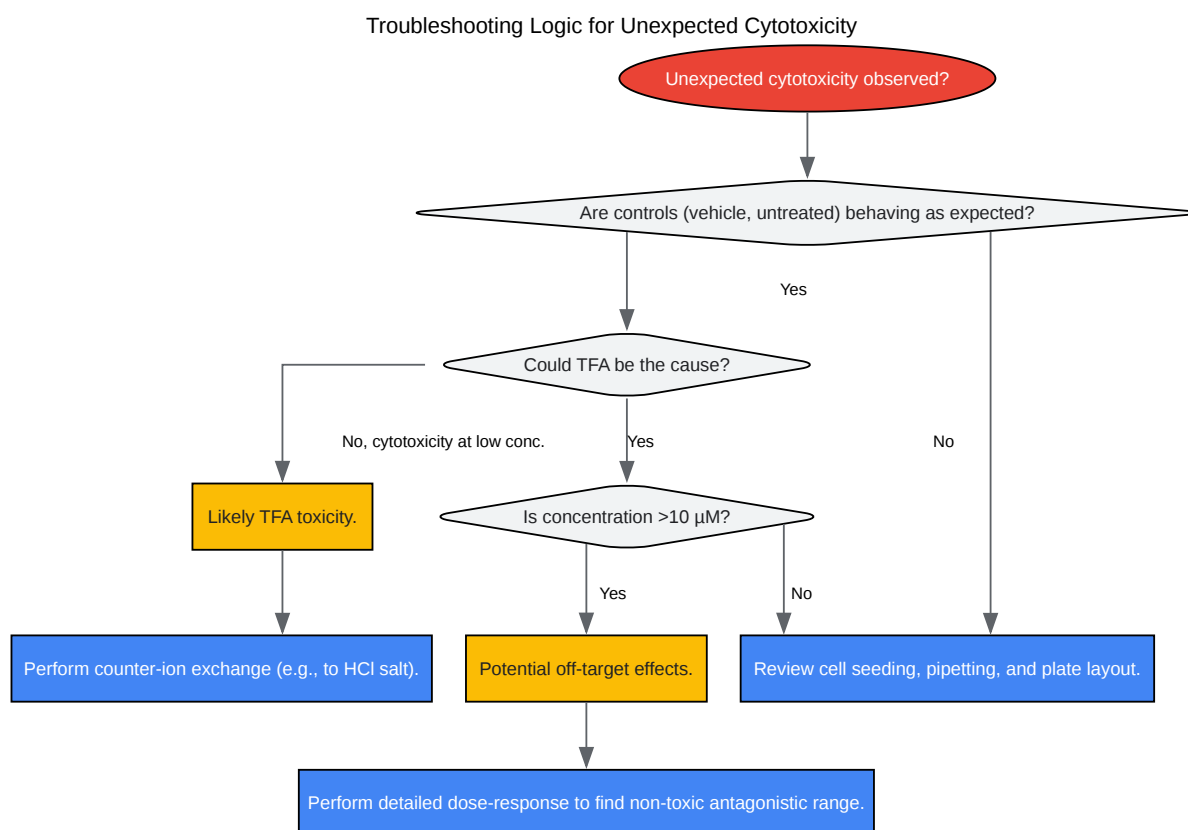 Troubleshooting Logic for Unexpected Cytotoxicity
Unexpected cytotoxicity observed?
Are controls (vehicle, untreated) behaving as expected?
Yes
Could TFA be the cause?
No, cytotoxicity at low conc.
Yes
No
Likely TFA toxicity.
Is concentration >10 µM?
Yes
No
Perform counter-ion exchange (e.g., to HCl salt).
Potential off-target effects.
Review cell seeding, pipetting, and plate layout.
Perform detailed dose-response to find non-toxic antagonistic range.